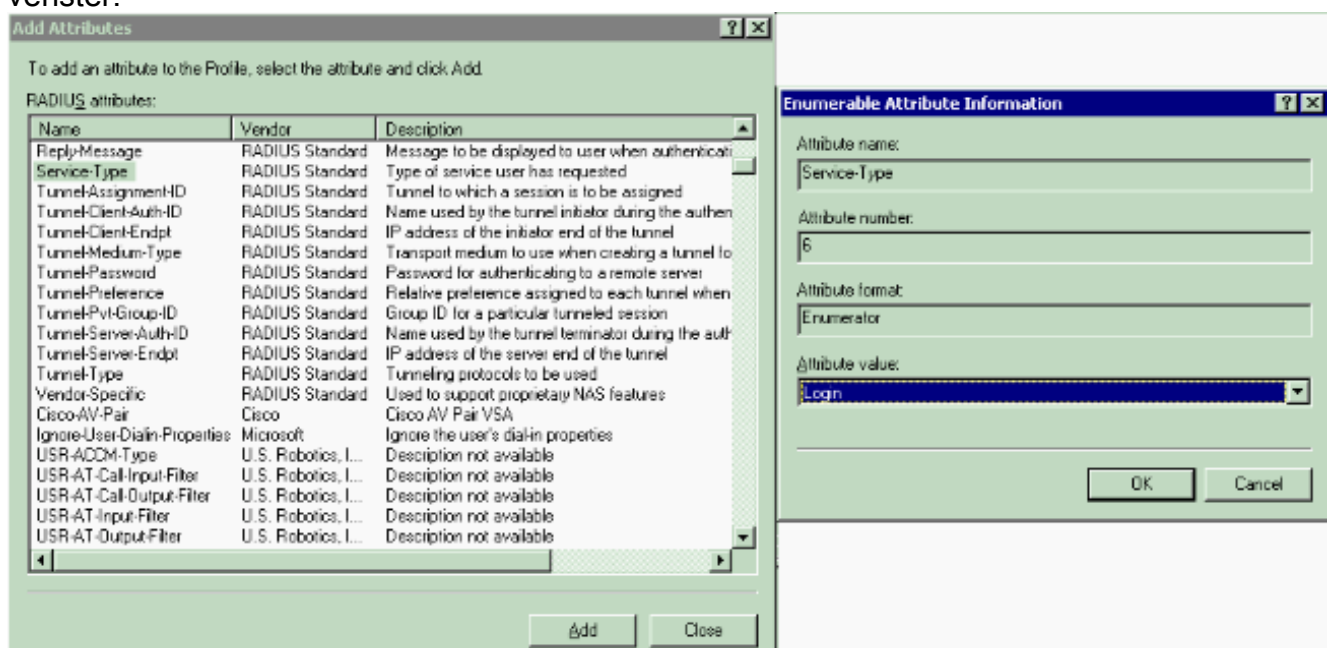 venster.
Add Attributes
To add an attribute to the Profile, select the attribute and click Add.
RADIUS attributes:
Name Vendor Description
Reply-Message RADIUS Standard Message to be displayed to user when authenticati
Service-Type RADIUS Standard Type of service user has requested
Tunnel-Assignment-ID RADIUS Standard Tunnel to which a session is to be assigned
Tunnel-Client-Auth-ID RADIUS Standard Name used by the tunnel initiator during the authen
Tunnel-Client-Endpt RADIUS Standard IP address of the initiator end of the tunnel
Tunnel-Medium-Type RADIUS Standard Transport medium to use when creating a tunnel fo
Tunnel-Password RADIUS Standard Password for authenticating to a remote server
Tunnel-Preference RADIUS Standard Relative preference assigned to each tunnel when
Tunnel-Pvt-Group-ID RADIUS Standard Group ID for a particular tunneled session
Tunnel-Server-Auth-ID RADIUS Standard Name used by the tunnel terminator during the auth
Tunnel-Server-Endpt RADIUS Standard IP address of the server end of the tunnel
Tunnel-Type RADIUS Standard Tunneling protocols to be used
Vendor-Specific RADIUS Standard Used to support proprietary NAS features
Cisco-AV-Pair Cisco Cisco AV Pair VSA
Ignore-User-Dialin-Properties Microsoft Ignore the user's dial-in properties
USR-ACCM-Type U.S. Robotics, I... Description not available
USR-AT-Call-Input-Filter U.S. Robotics, I... Description not available
USR-AT-Call-Output-Filter U.S. Robotics, I... Description not available
USR-AT-Input-Filter U.S. Robotics, I... Description not available
USR-AT-Output-Filter U.S. Robotics, I... Description not available
Add Close
Enumerable Attribute Information
Attribute name:
Service-Type
Attribute number:
6
Attribute format:
Enumerator
Attribute value:
Login
OK Cancel